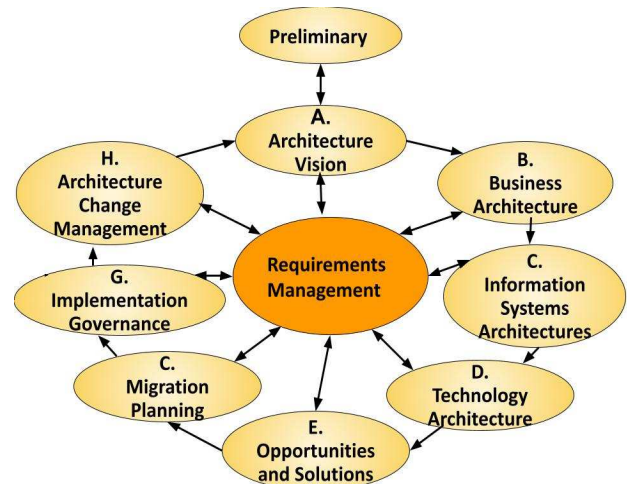 Preliminary
A.
Architecture
Vision
B.
Business
Architecture
C.
Information
Systems
Architectures
D.
Technology
Architecture
E.
Opportunities
and Solutions
C.
Migration
Planning
G.
Implementation
Governance
H.
Architecture
Change
Management
Requirements
Management